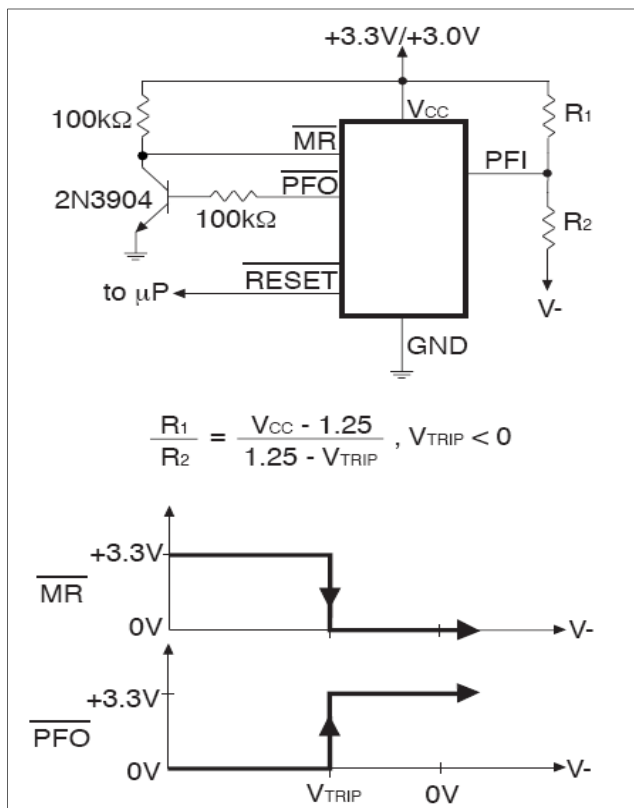 +3.3V/+3.0V
100kΩ
VCC
R1
MR
PFI
PFO
2N3904
100kΩ
R2
RESET
to μP
V-
GND
R1 / R2 = VCC - 1.25 / 1.25 - VTRIP , VTRIP < 0
+3.3V
MR
0V
V-
+3.3V
PFO
0V
V-
VTRIP
0V